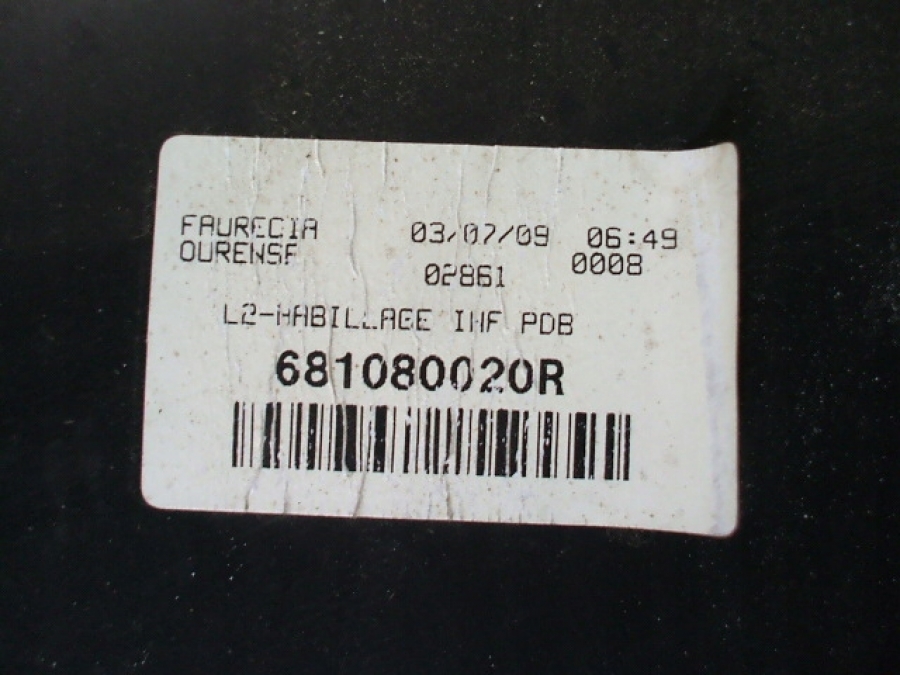 FAURECIA 03/07/09 06:49
OURENSE 02861 0008
L2-HABILLAGE INF PDB
681080020R